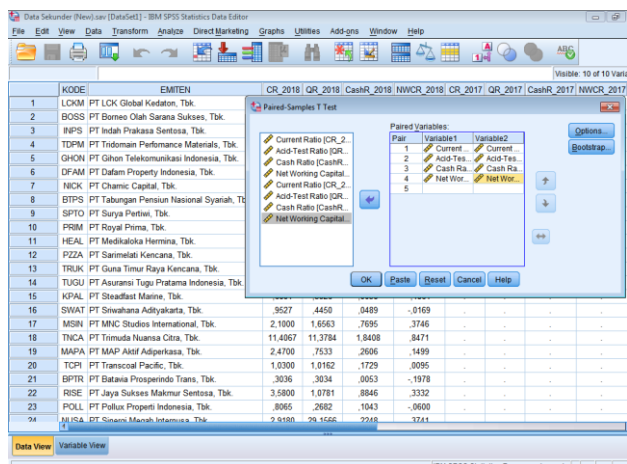 Data Sekunder (New).sav [DataSet1] - IBM SPSS Statistics Data Editor
File Edit View Data Transform Analyze Direct Marketing Graphs Utilities Add-ons Window Help
Visible: 10 of 10 Varia
KODE EMITEN CR_2018 QR_2018 CashR_2018 NWCR_2018 CR_2017 QR_2017 CashR_2017 NWCR_2017
1 LCKM PT LCK Global Kedaton, Tbk.
2 BOSS PT Borneo Olah Sarana Sukses, Tbk.
3 INPS PT Indah Prakasa Sentosa, Tbk.
4 TDPM PT Tridomain Perfomance Materials, Tbk.
5 GHON PT Gihon Telekomunikasi Indonesia, Tbk.
6 DFAM PT Dafam Property Indonesia, Tbk.
7 NICK PT Charnic Capital, Tbk.
8 BTPS PT Tabungan Pensiun Nasional Syariah, Tb
9 SPTO PT Surya Pertiwi, Tbk.
10 PRIM PT Royal Prima, Tbk.
11 HEAL PT Medikaloka Hermina, Tbk.
12 PZZA PT Sarimelati Kencana, Tbk.
13 TRUK PT Guna Timur Raya Kencana, Tbk.
14 TUGU PT Asuransi Tugu Pratama Indonesia, Tbk.
15 KPAL PT Steadfast Marine, Tbk.
16 SWAT PT Sriwahana Adityakarta, Tbk. ,9527 ,4450 ,0489 -,0169 . . . .
17 MSIN PT MNC Studios International, Tbk. 2,1000 1,6563 ,7695 ,3746 . . . .
18 TNCA PT Trimuda Nuansa Citra, Tbk. 11,4067 11,3784 1,8408 ,8471 . . . .
19 MAPA PT MAP Aktif Adiperkasa, Tbk. 2,4700 ,7533 ,2606 ,1499 . . . .
20 TCPI PT Transcoal Pacific, Tbk. 1,0300 1,0162 ,1729 ,0095 . . . .
21 BPTR PT Batavia Prosperindo Trans, Tbk. ,3036 ,3034 ,0053 -,1978 . . . .
22 RISE PT Jaya Sukses Makmur Sentosa, Tbk. 3,5800 1,0781 ,8846 ,3332 . . . .
23 POLL PT Pollux Properti Indonesia, Tbk. ,8065 ,2682 ,1043 -,0600 . . . .
24 NUSA PT Sinergi Megah Internusa, Tbk. 2,9180 29,1566 ,2248 ,3741
Paired-Samples T Test
Current Ratio [CR_2...
Acid-Test Ratio [QR...
Cash Ratio [CashR...
Net Working Capital...
Current Ratio [CR_2...
Acid-Test Ratio [QR...
Cash Ratio [CashR...
Net Working Capital...
Paired Variables:
Pair Variable1 Variable2
1 Current ... Current ...
2 Acid-Tes... Acid-Tes...
3 Cash Ra... Cash Ra...
4 Net Wor... Net Wor...
5
Options...
Bootstrap...
OK Paste Reset Cancel Help
Data View Variable View